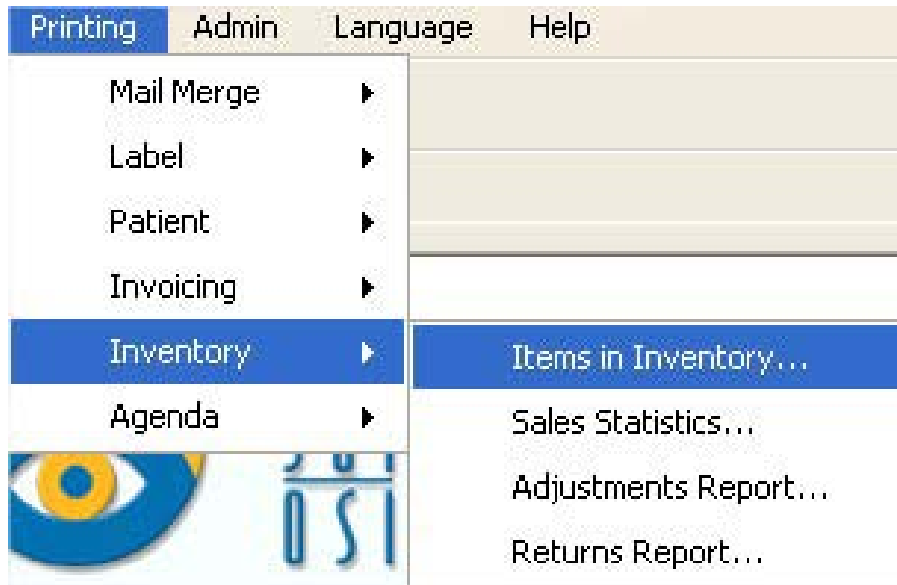 Printing Admin Language Help
Mail Merge
Label
Patient
Invoicing
Inventory
Agenda
Items in Inventory...
Sales Statistics...
Adjustments Report...
Returns Report...
OSI